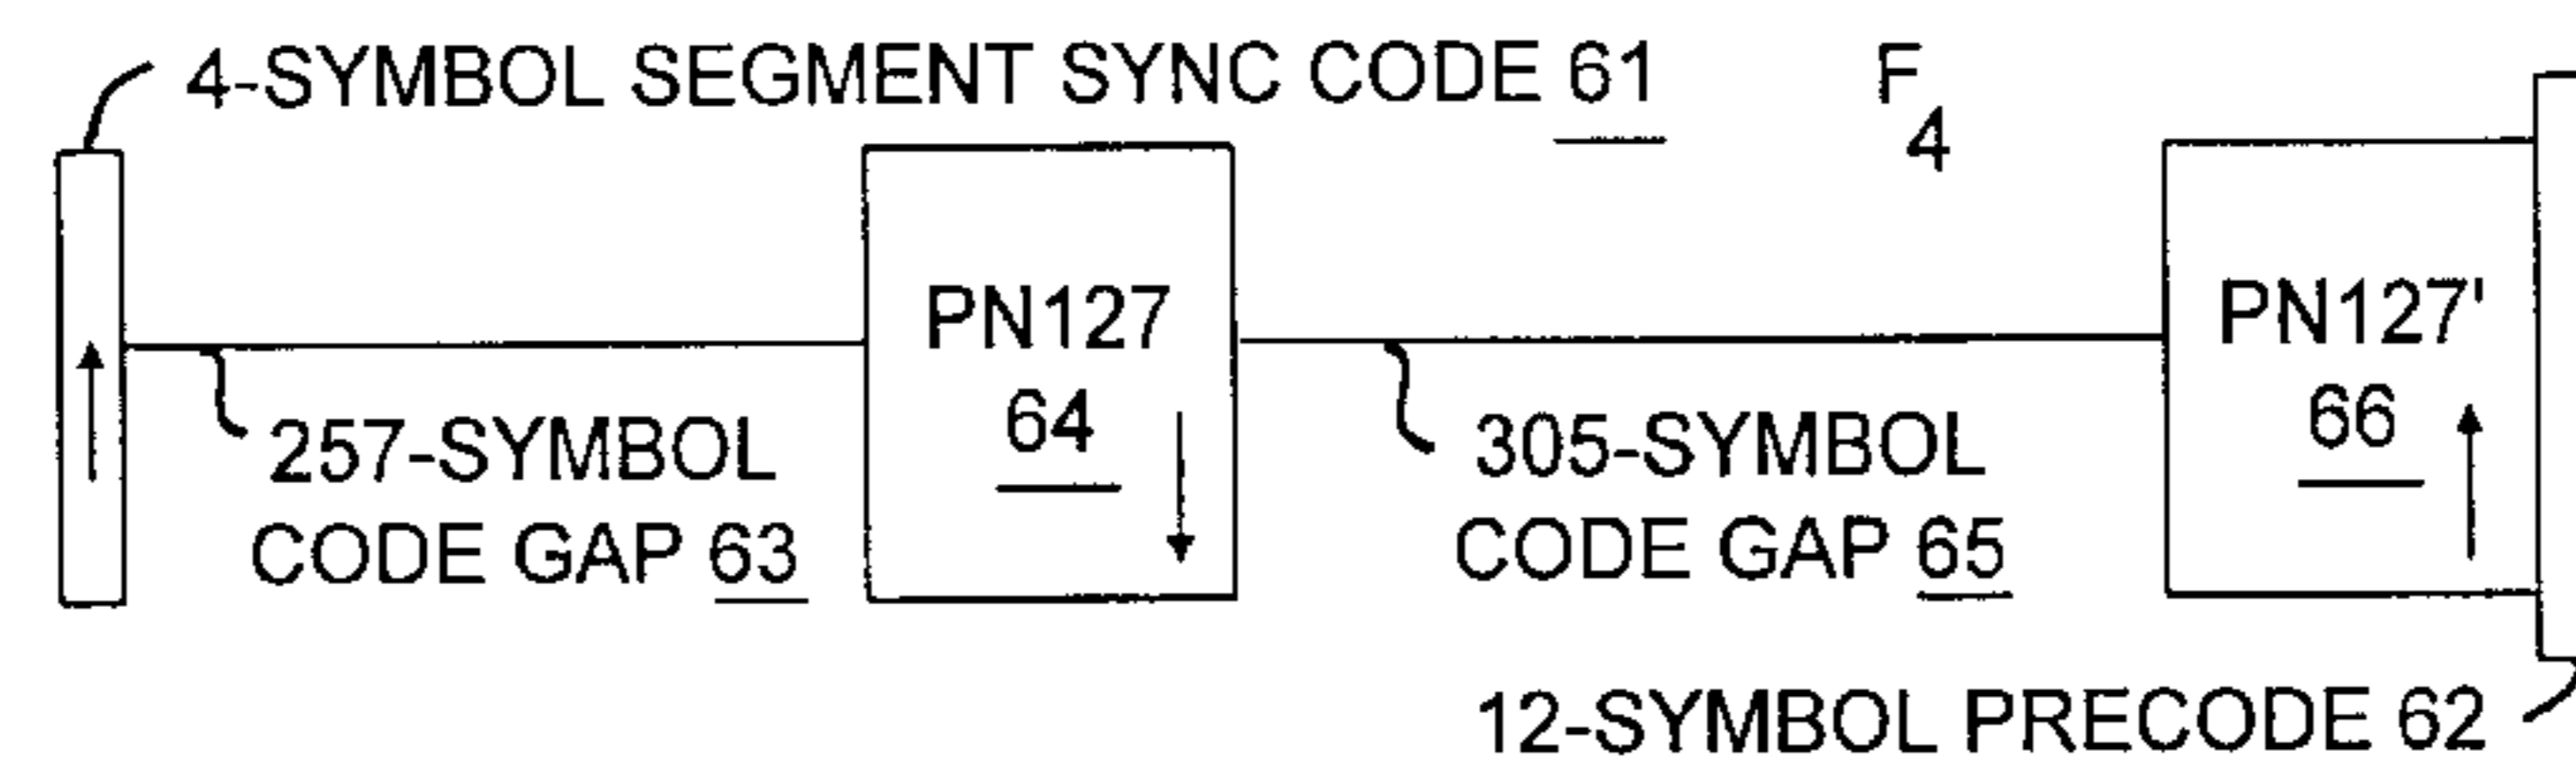 4-SYMBOL SEGMENT SYNC CODE 61
F
4
PN127
64
PN127'
66
257-SYMBOL
CODE GAP 63
305-SYMBOL
CODE GAP 65
12-SYMBOL PRECODE 62